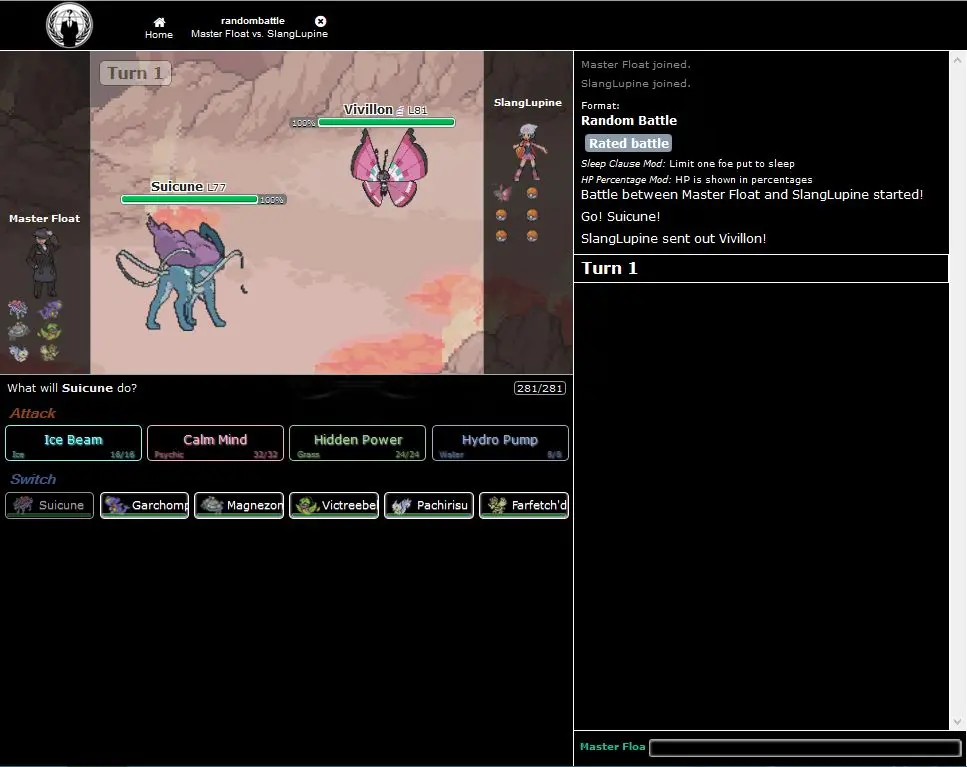 Home
randombattle
Master Float vs. SlangLupine
Turn 1
Vivillon L81
100%
Suicune L77
100%
Master Float
SlangLupine
What will Suicune do?
281/281
Attack
Ice Beam
Ice 16/16
Calm Mind
Psychic 32/32
Hidden Power
Grass 24/24
Hydro Pump
Water 8/8
Switch
Suicune
Garchomp
Magnezon
Victreebel
Pachirisu
Farfetch'd
Master Float joined.
SlangLupine joined.
Format:
Random Battle
Rated battle
Sleep Clause Mod: Limit one foe put to sleep
HP Percentage Mod: HP is shown in percentages
Battle between Master Float and SlangLupine started!
Go! Suicune!
SlangLupine sent out Vivillon!
Turn 1
Master Floa